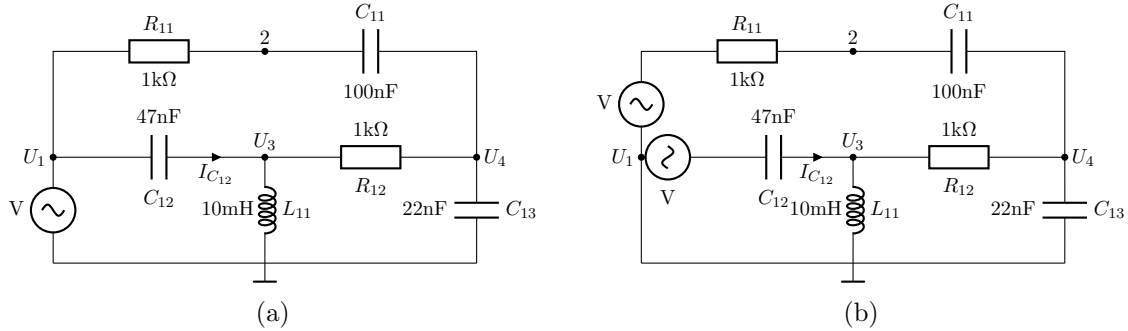 R11 C11
2
1kΩ 100nF
47nF 1kΩ
U1 U3 U4
IC12
C12 R12
V 10mH L11 22nF C13
(a)
R11 C11
2
1kΩ 100nF
V
47nF 1kΩ
U1 U3 U4
IC12
V C12 R12
10mH L11 22nF C13
(b)